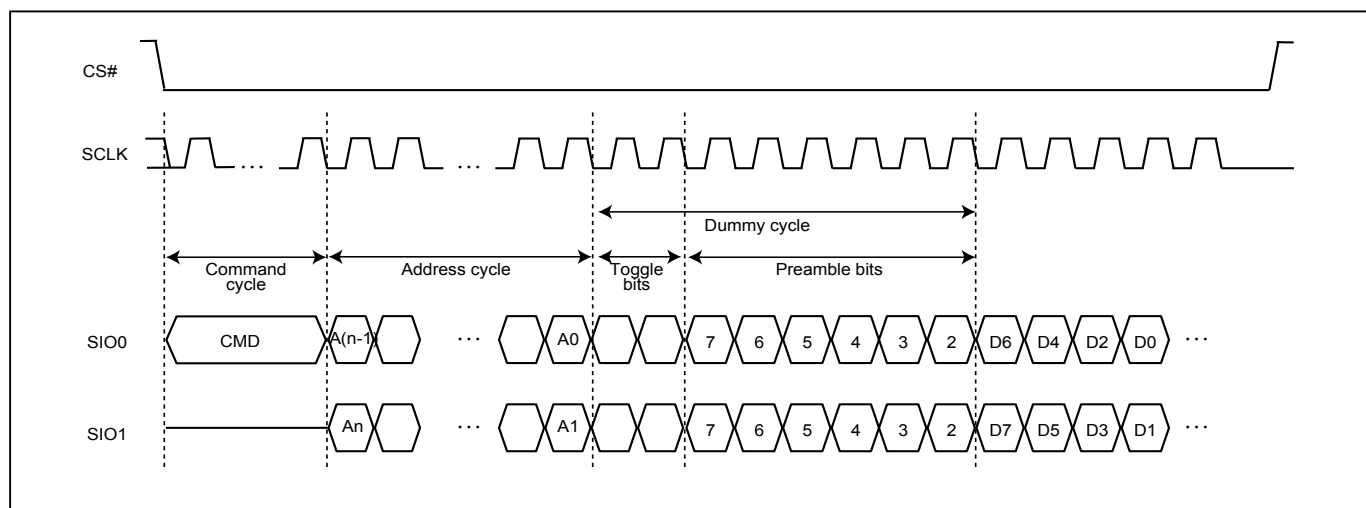 CS#
SCLK
…
…
Dummy cycle
Command
cycle
Address cycle
Toggle
bits
Preamble bits
SIO0
CMD
A(n-1)
…
A0
7
6
5
4
3
2
D6
D4
D2
D0
…
SIO1
An
…
A1
7
6
5
4
3
2
D7
D5
D3
D1
…